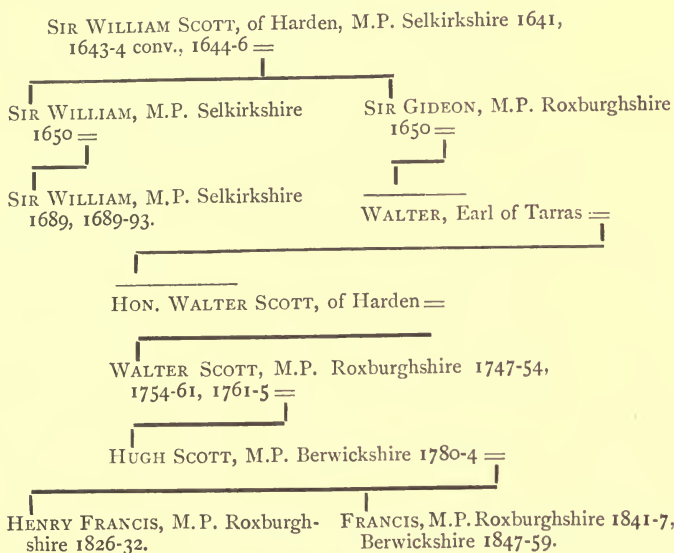 SIR WILLIAM SCOTT, of Harden, M.P. Selkirkshire 1641,
1643-4 conv., 1644-6 =
SIR WILLIAM, M.P. Selkirkshire
1650 =
SIR GIDEON, M.P. Roxburghshire
1650 =
SIR WILLIAM, M.P. Selkirkshire
1689, 1689-93.
WALTER, Earl of Tarras =
HON. WALTER SCOTT, of Harden =
WALTER SCOTT, M.P. Roxburghshire 1747-54,
1754-61, 1761-5 =
HUGH SCOTT, M.P. Berwickshire 1780-4 =
HENRY FRANCIS, M.P. Roxburgh-
shire 1826-32.
FRANCIS, M.P. Roxburghshire 1841-7,
Berwickshire 1847-59.